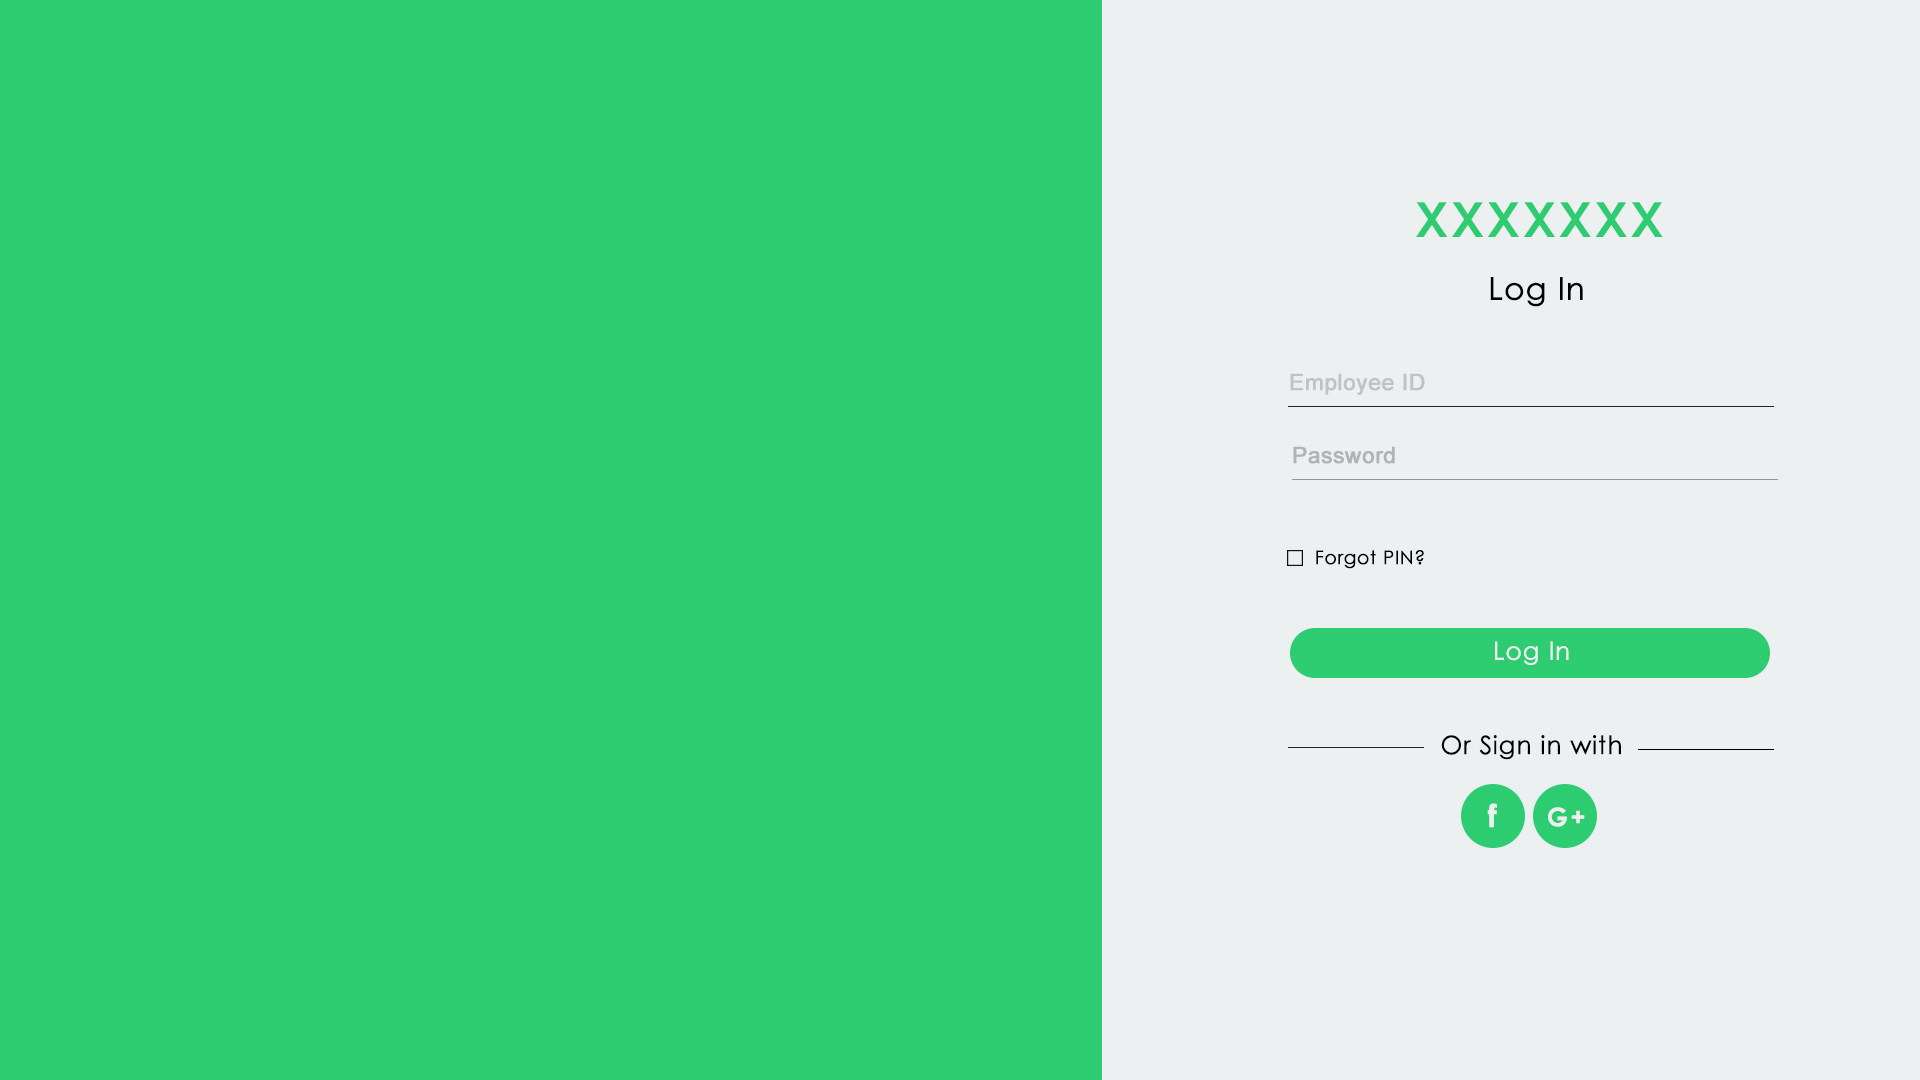 XXXXXXX
Log In
Employee ID
Password
Forgot PIN?
Log In
Or Sign in with
f G+